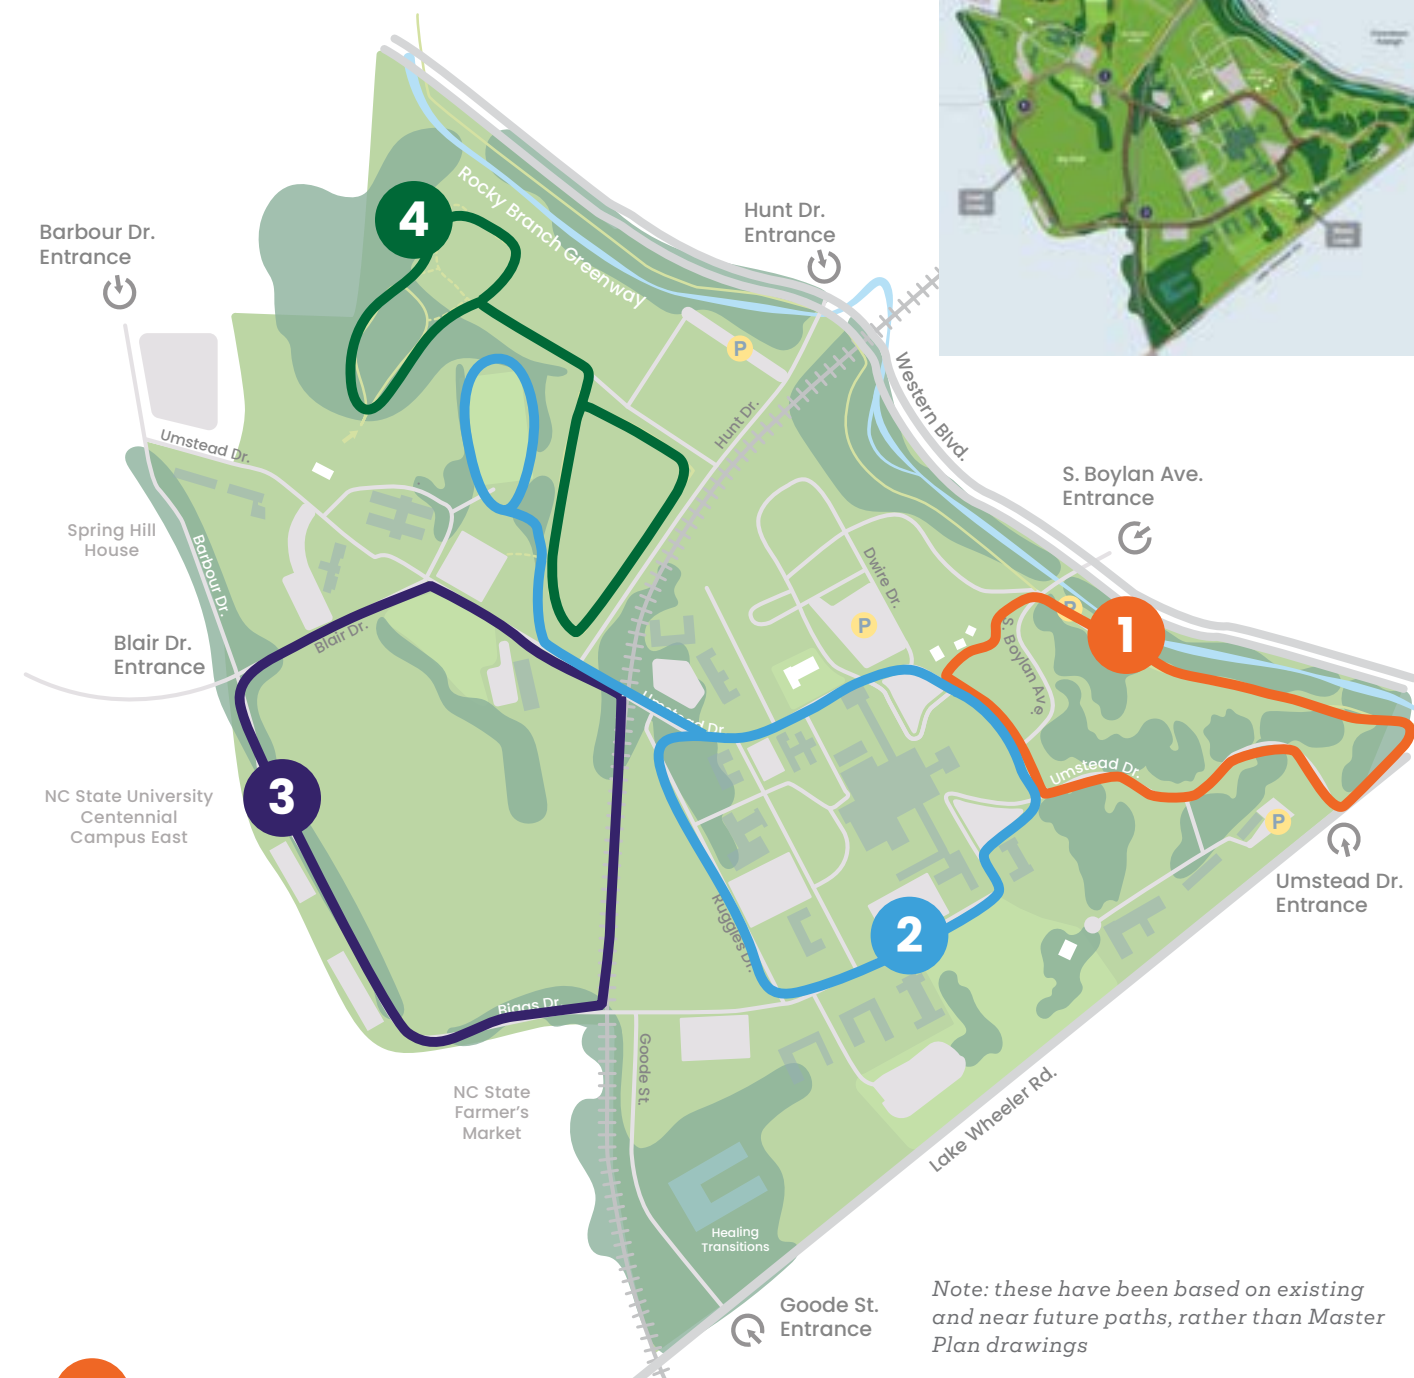 4
Rocky Branch Greenway
Hunt Dr.
Entrance
Barbour Dr.
Entrance
P
Western Blvd.
Hunt Dr.
Umstead Dr.
S. Boylan Ave.
Entrance
Spring Hill
House
Barbour Dr.
Dwire Dr.
P
P
1
S. Boylan Ave.
Blair Dr.
Blair Dr.
Entrance
Umstead Dr.
Umstead Dr.
3
NC State University
Centennial
Campus East
P
Umstead Dr.
Entrance
Ruggles Dr.
2
Biggs Dr.
Goode St.
NC State
Farmer's
Market
Lake Wheeler Rd.
Healing
Transitions
Goode St.
Entrance
Note: these have been based on existing
and near future paths, rather than Master
Plan drawings